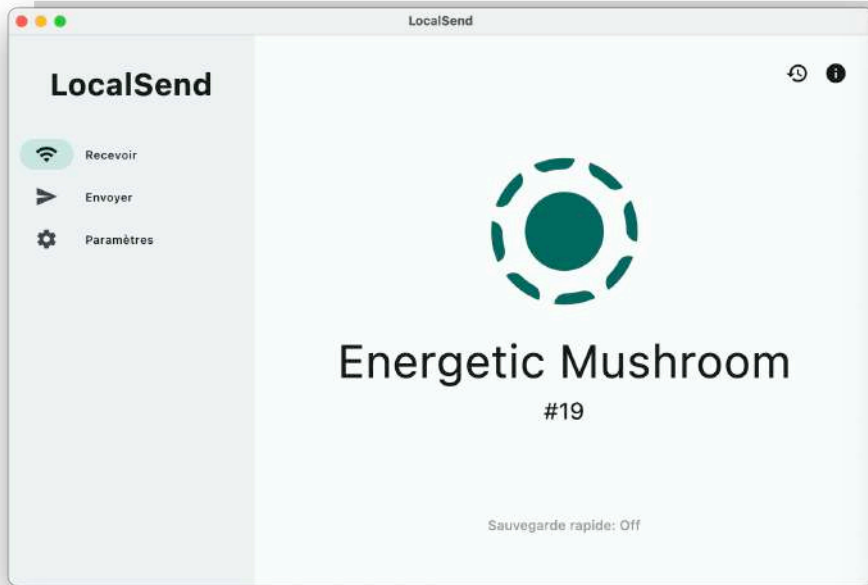 LocalSend
LocalSend
Recevoir
Envoyer
Paramètres
Energetic Mushroom
#19
Sauvegarde rapide: Off